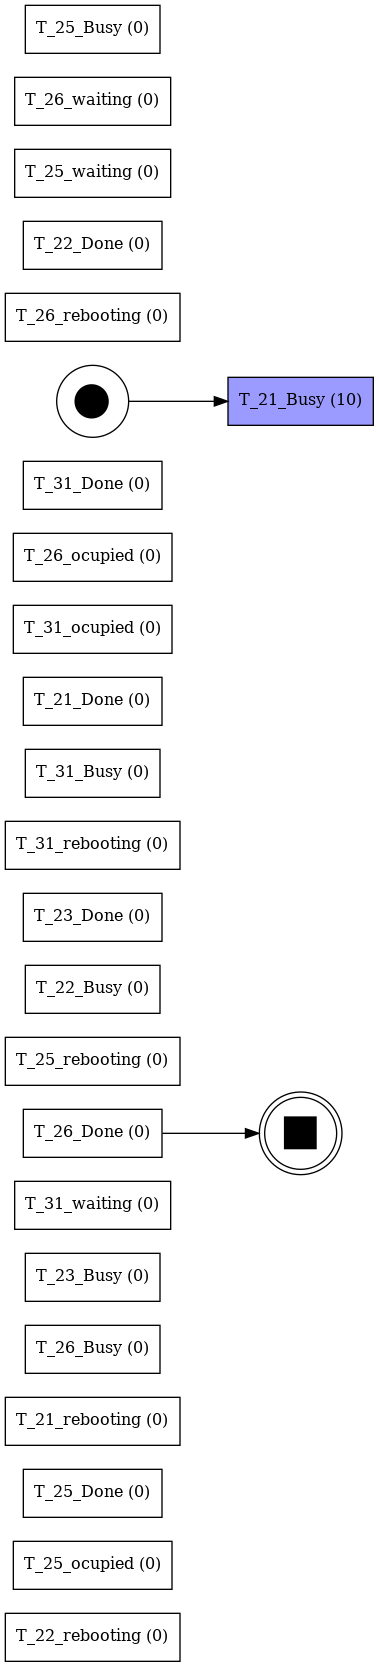 T_25_Busy (0)
T_26_waiting (0)
T_25_waiting (0)
T_22_Done (0)
T_26_rebooting (0)
T_21_Busy (10)
T_31_Done (0)
T_26_ocupied (0)
T_31_ocupied (0)
T_21_Done (0)
T_31_Busy (0)
T_31_rebooting (0)
T_23_Done (0)
T_22_Busy (0)
T_25_rebooting (0)
T_26_Done (0)
T_31_waiting (0)
T_23_Busy (0)
T_26_Busy (0)
T_21_rebooting (0)
T_25_Done (0)
T_25_ocupied (0)
T_22_rebooting (0)